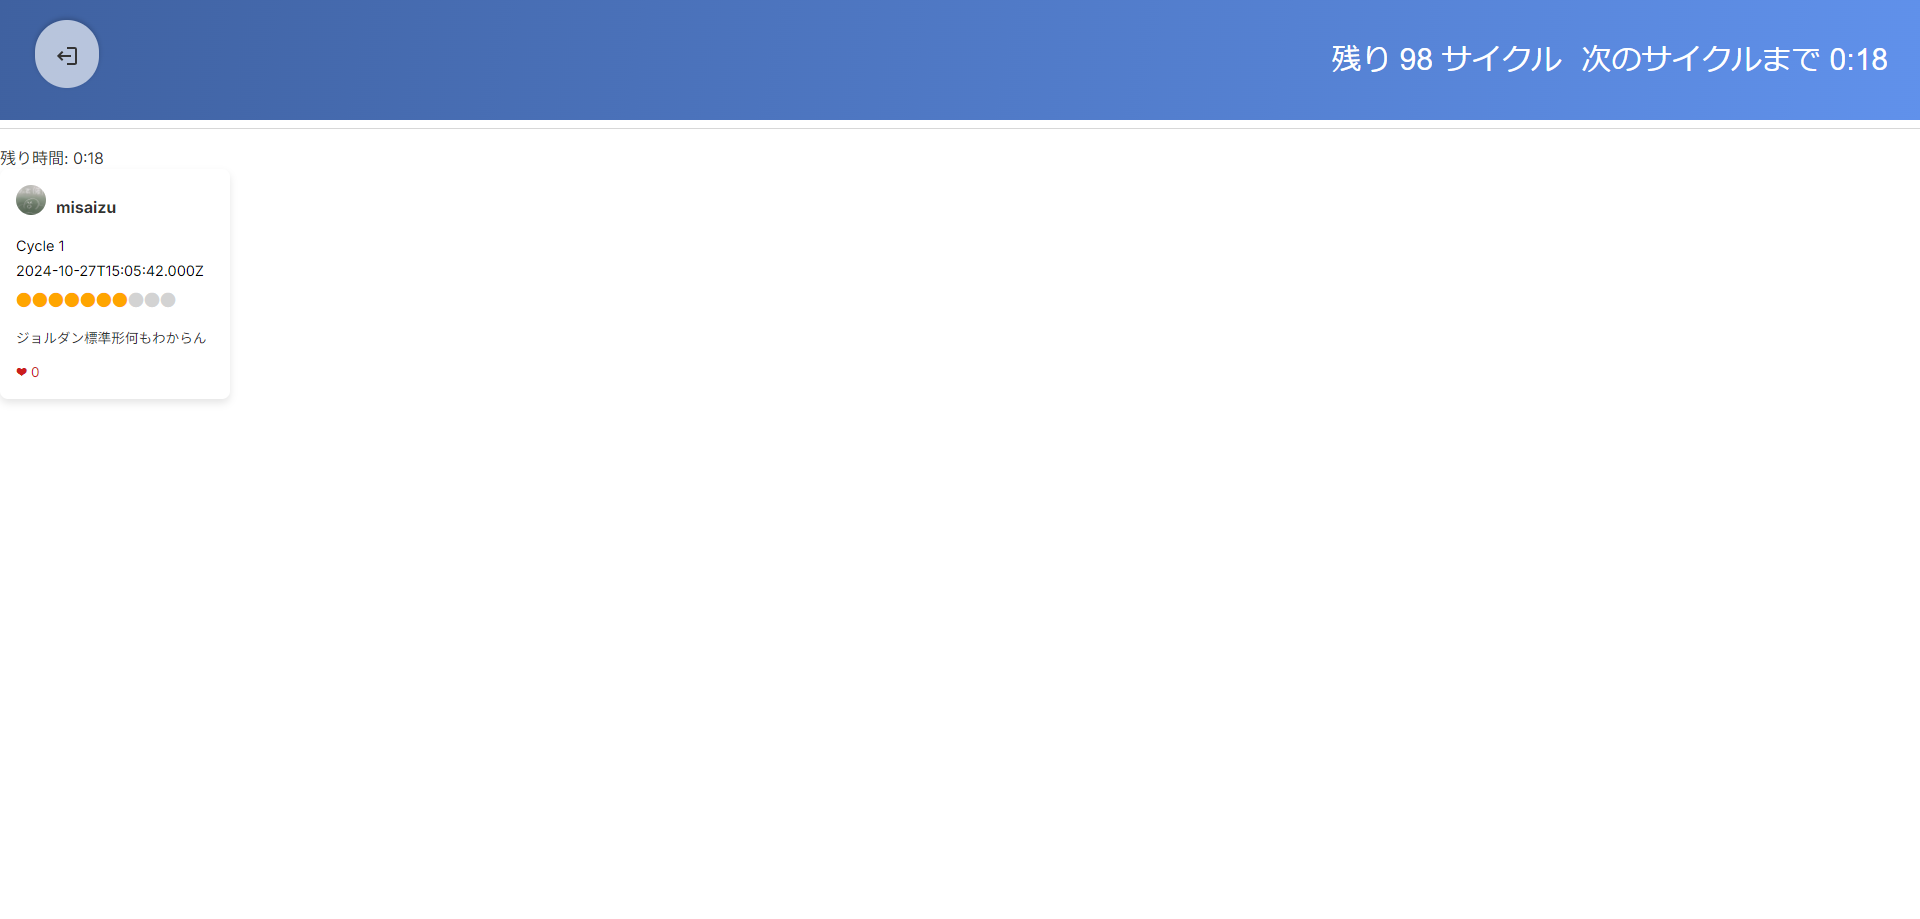 残り 98 サイクル 次のサイクルまで 0:18
残り時間: 0:18
misaizu
Cycle 1
2024-10-27T15:05:42.000Z
ジョルダン標準形何もわからん
❤ 0